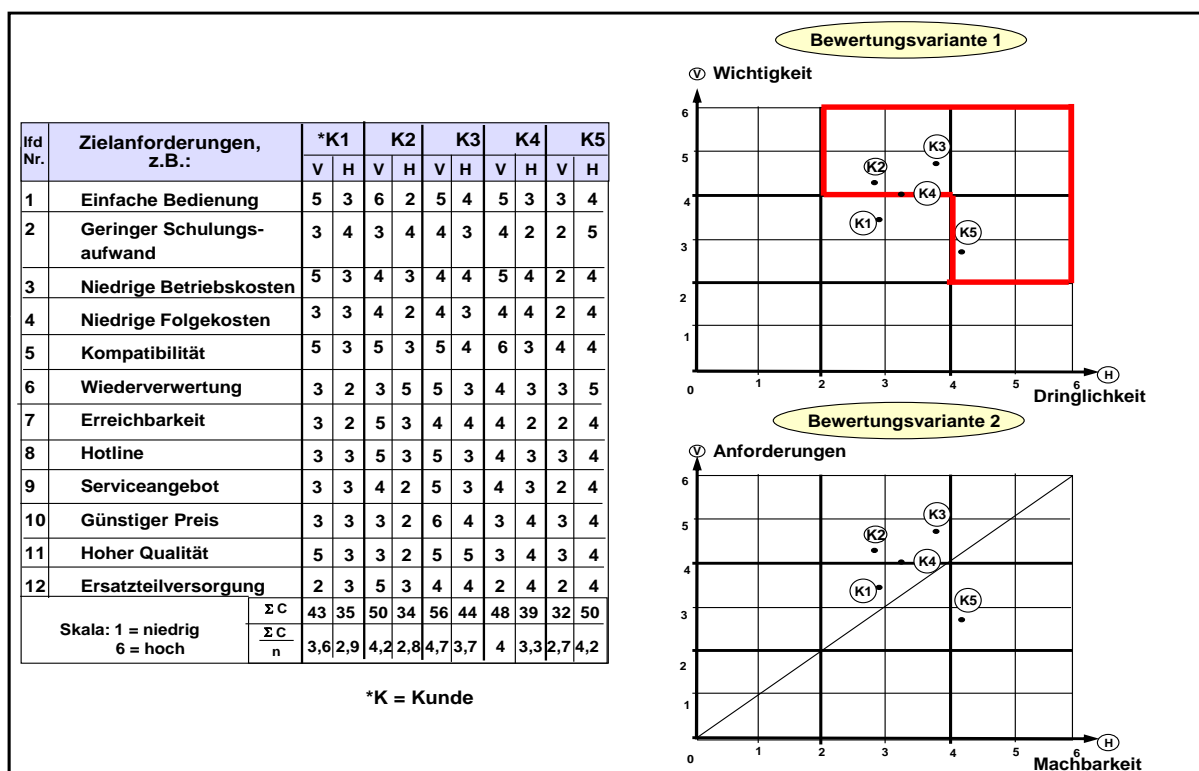 lfd Nr. Zielanforderungen, z.B.: *K1 K2 K3 K4 K5
V H V H V H V H V H
1 Einfache Bedienung 5 3 6 2 5 4 5 3 3 4
2 Geringer Schulungs- 3 4 3 4 4 3 4 2 2 5
aufwand
3 Niedrige Betriebskosten 5 3 4 3 4 4 5 4 2 4
4 Niedrige Folgekosten 3 3 4 2 4 3 4 4 2 4
5 Kompatibilität 5 3 5 3 5 4 6 3 4 4
6 Wiederverwertung 3 2 3 5 5 3 4 3 3 5
7 Erreichbarkeit 3 2 5 3 4 4 4 2 2 4
8 Hotline 3 3 5 3 5 3 4 3 3 4
9 Serviceangebot 3 3 4 2 5 3 4 3 2 4
10 Günstiger Preis 3 3 3 2 6 4 3 4 3 4
11 Hoher Qualität 5 3 3 2 5 5 3 4 3 4
12 Ersatzteilversorgung 2 3 5 3 4 4 2 4 2 4
Σ C 43 35 50 34 56 44 48 39 32 50
Skala: 1 = niedrig
6 = hoch
Σ C
n
3,6 2,9 4,2 2,8 4,7 3,7 4 3,3 2,7 4,2
*K = Kunde
Bewertungsvariante 1
V Wichtigkeit
6
5
4
3
2
1
K3
K2
K4
K1
K5
0 1 2 3 4 5 6 H
Dringlichkeit
Bewertungsvariante 2
V Anforderungen
6
5
4
3
2
1
K3
K2
K4
K1
K5
0 1 2 3 4 5 6 H
Machbarkeit